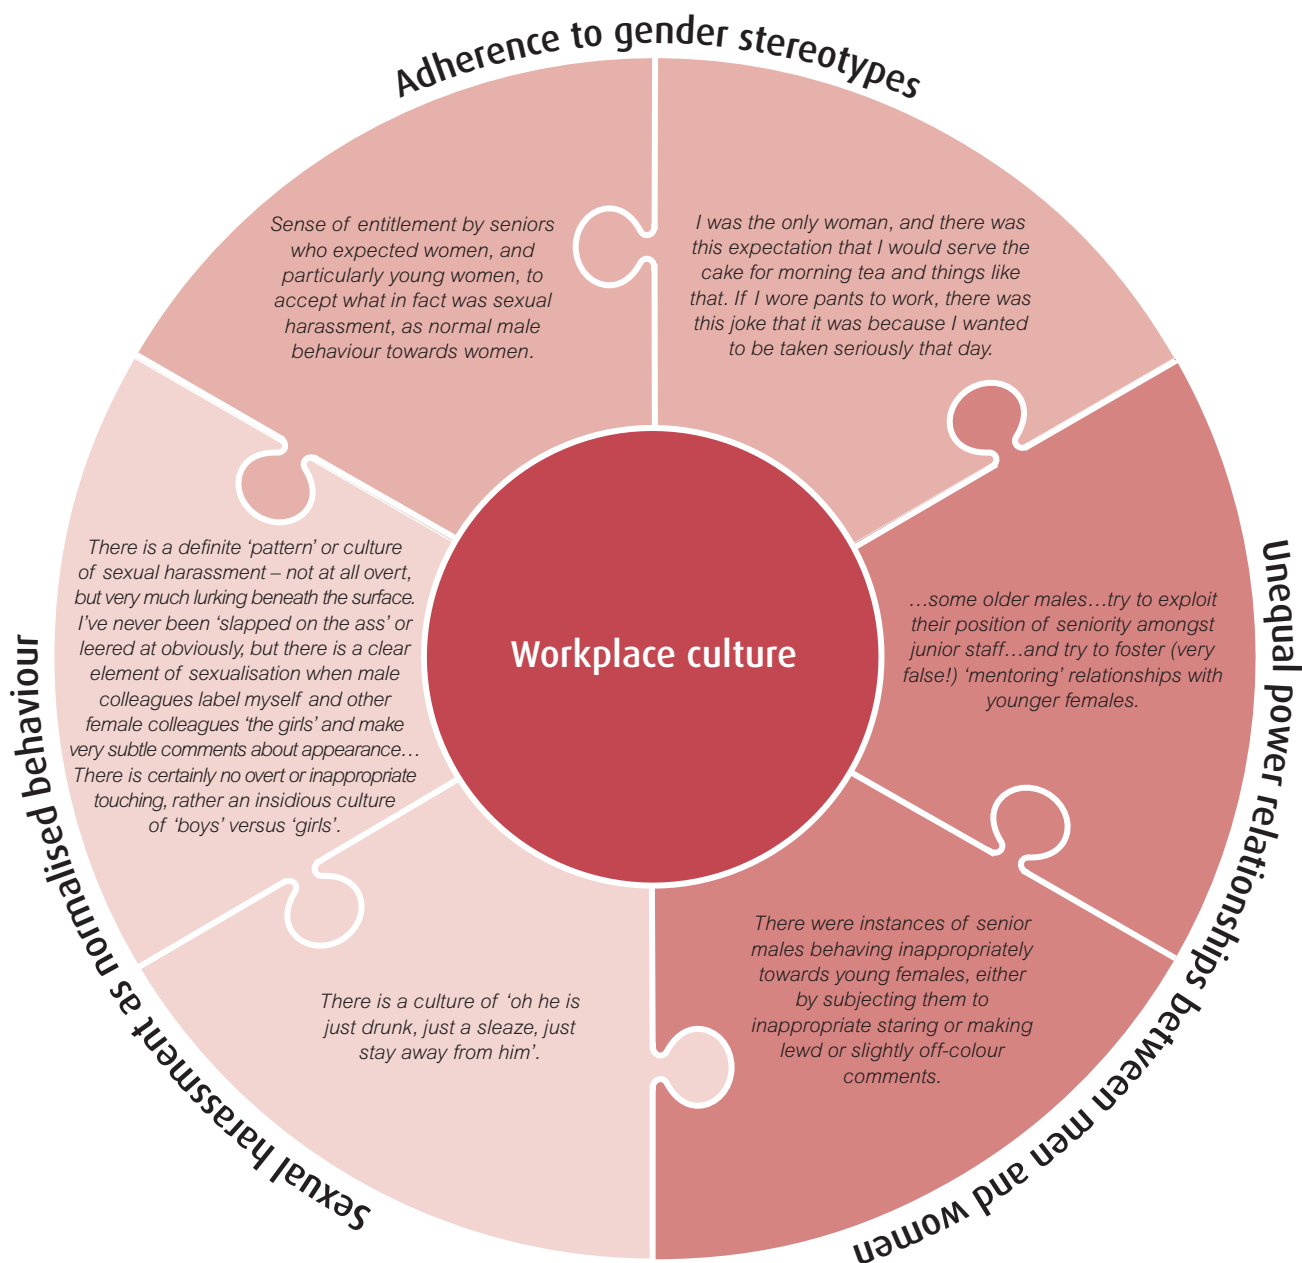 Adherence to gender stereotypes
Sense of entitlement by seniors
who expected women, and
particularly young women, to
accept what in fact was sexual
harassment, as normal male
behaviour towards women.
I was the only woman, and there was
this expectation that I would serve the
cake for morning tea and things like
that. If I wore pants to work, there was
this joke that it was because I wanted
to be taken seriously that day.
Unequal power relationships between men and women
…some older males…try to exploit
their position of seniority amongst
junior staff…and try to foster (very
false!) ‘mentoring’ relationships with
younger females.
There were instances of senior
males behaving inappropriately
towards young females, either
by subjecting them to
inappropriate staring or making
lewd or slightly off-colour
comments.
Sexual harassment as normalised behaviour
There is a definite ‘pattern’ or culture
of sexual harassment – not at all overt,
but very much lurking beneath the surface.
I’ve never been ‘slapped on the ass’ or
leered at obviously, but there is a clear
element of sexualisation when male
colleagues label myself and other
female colleagues ‘the girls’ and make
very subtle comments about appearance…
There is certainly no overt or inappropriate
touching, rather an insidious culture
of ‘boys’ versus ‘girls’.
There is a culture of ‘oh he is
just drunk, just a sleaze, just
stay away from him’.
Workplace culture